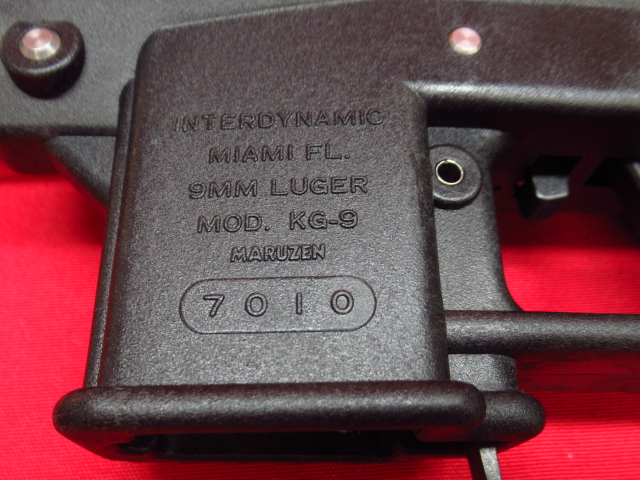 INTERDYNAMIC
MIAMI FL.
9MM LUGER
MOD. KG-9
MARUZEN
7010